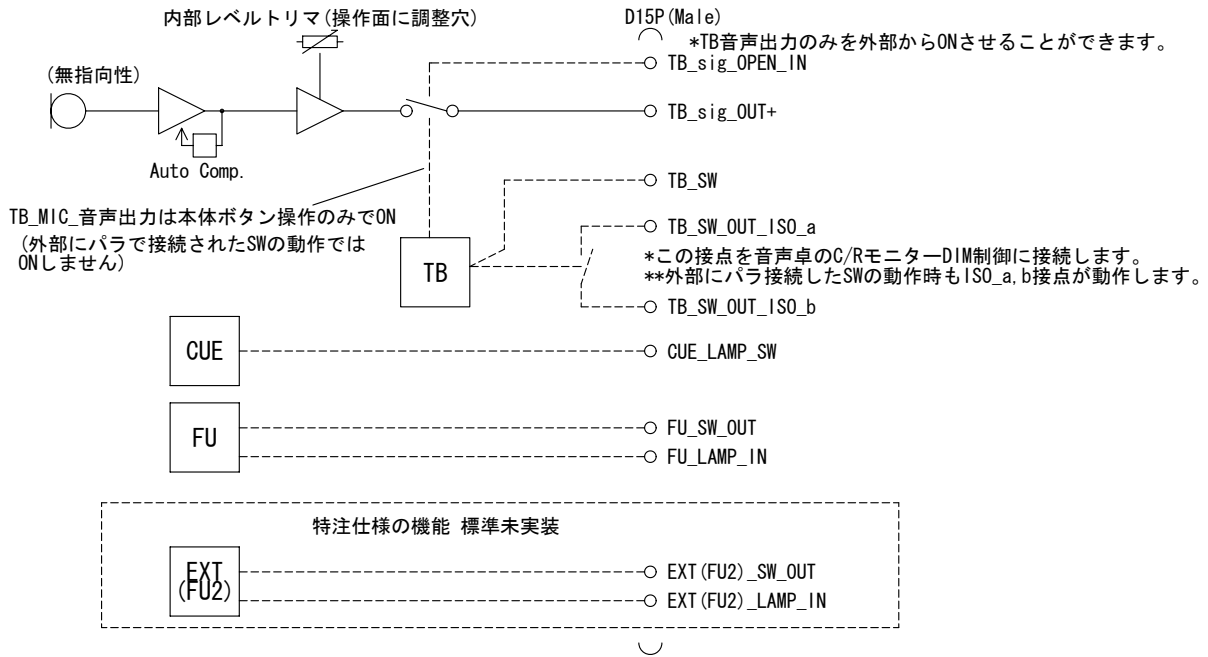 内部レベルトリマ(操作面に調整穴)
D15P(Male)
*TB音声出力のみを外部からONさせることができます。
(無指向性)
TB_sig_OPEN_IN
TB_sig_OUT+
Auto Comp.
TB_SW
TB_MIC_音声出力は本体ボタン操作のみでON
(外部にパラで接続されたSWの動作では
ONしません)
TB_SW_OUT_ISO_a
TB
*この接点を音声卓のC/RモニターDIM制御に接続します。
**外部にパラ接続したSWの動作時もISO_a,b接点が動作します。
TB_SW_OUT_ISO_b
CUE
CUE_LAMP_SW
FU
FU_SW_OUT
FU_LAMP_IN
特注仕様の機能 標準未実装
EXT
(FU2)
EXT(FU2)_SW_OUT
EXT(FU2)_LAMP_IN